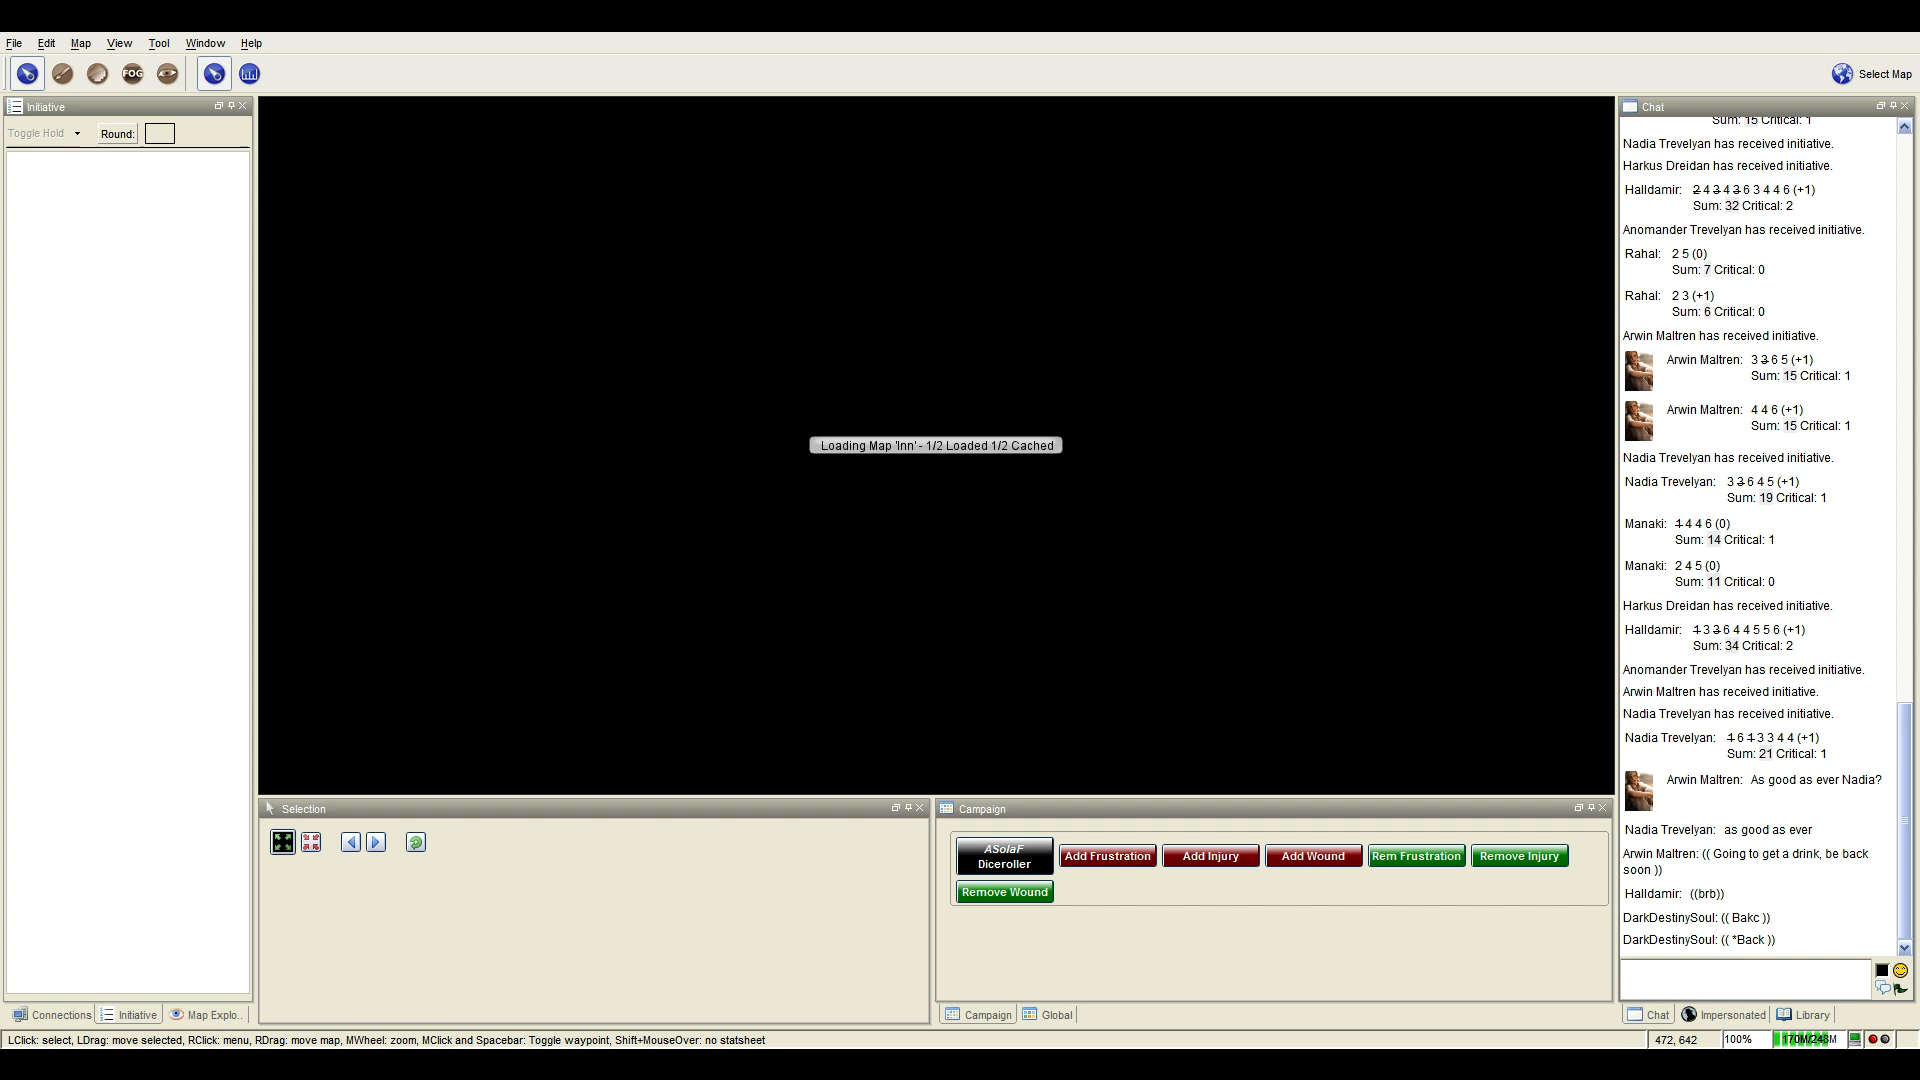 File Edit Map View Tool Window Help
FOG
Select Map
Initiative
Toggle Hold Round:
Loading Map 'Inn' - 1/2 Loaded 1/2 Cached
Chat
Sum: 15 Critical: 1
Nadia Trevelyan has received initiative.
Harkus Dreidan has received initiative.
Halldamir: 2 4 3 4 3 6 3 4 4 6 (+1)
Sum: 32 Critical: 2
Anomander Trevelyan has received initiative.
Rahal: 2 5 (0)
Sum: 7 Critical: 0
Rahal: 2 3 (+1)
Sum: 6 Critical: 0
Arwin Maltren has received initiative.
Arwin Maltren: 3 3 6 5 (+1)
Sum: 15 Critical: 1
Arwin Maltren: 4 4 6 (+1)
Sum: 15 Critical: 1
Nadia Trevelyan has received initiative.
Nadia Trevelyan: 3 3 6 4 5 (+1)
Sum: 19 Critical: 1
Manaki: 1 4 4 6 (0)
Sum: 14 Critical: 1
Manaki: 2 4 5 (0)
Sum: 11 Critical: 0
Harkus Dreidan has received initiative.
Halldamir: 1 3 3 6 4 4 5 5 6 (+1)
Sum: 34 Critical: 2
Anomander Trevelyan has received initiative.
Arwin Maltren has received initiative.
Nadia Trevelyan has received initiative.
Nadia Trevelyan: 1 6 1 3 3 4 4 (+1)
Sum: 21 Critical: 1
Arwin Maltren: As good as ever Nadia?
Nadia Trevelyan: as good as ever
Arwin Maltren: (( Going to get a drink, be back
soon ))
Halldamir: ((brb))
DarkDestinySoul: (( Bakc ))
DarkDestinySoul: (( *Back ))
Selection
Campaign
ASolaF
Diceroller
Add Frustration Add Injury Add Wound Rem Frustration Remove Injury
Remove Wound
Connections Initiative Map Explo..
Campaign Global
Chat Impersonated Library
LClick: select, LDrag: move selected, RClick: menu, RDrag: move map, MWheel: zoom, MClick and Spacebar: Toggle waypoint, Shift+MouseOver: no statsheet
472, 642 100% 170M/248M